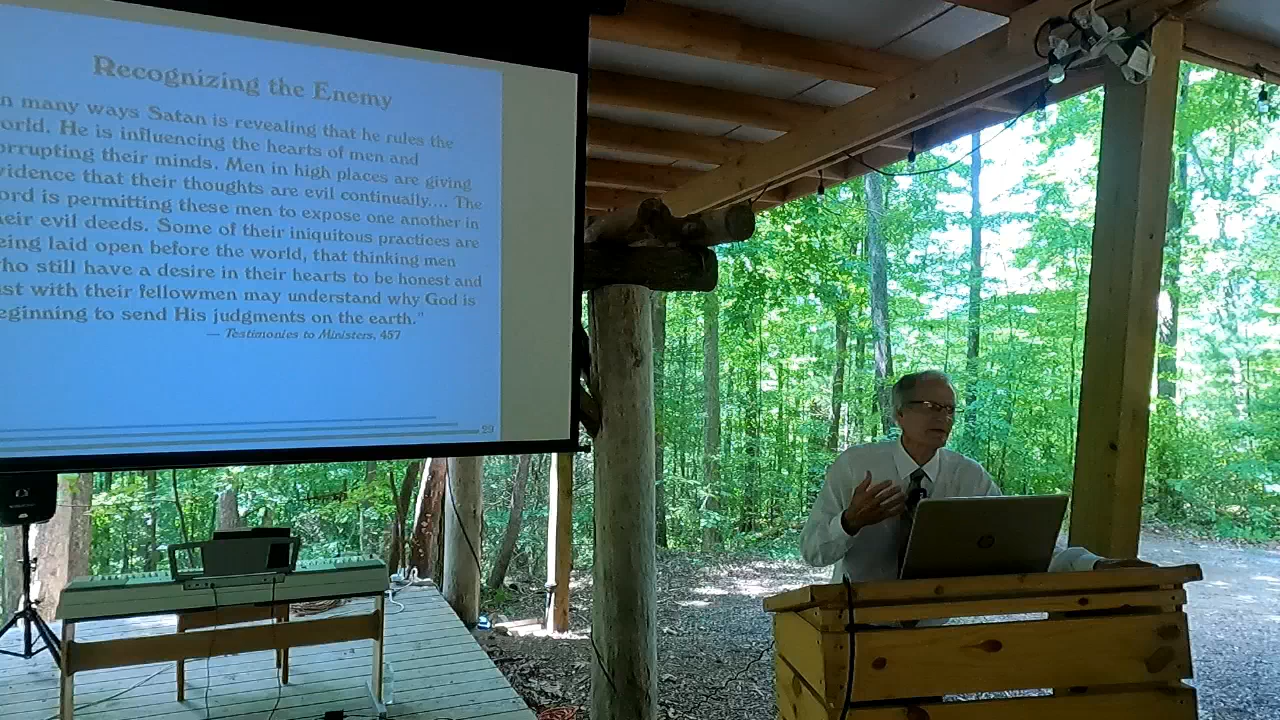 Recognizing the Enemy
n many ways Satan is revealing that he rules the
orld. He is influencing the hearts of men and
orrupting their minds. Men in high places are giving
vidence that their thoughts are evil continually.... The
ord is permitting these men to expose one another in
heir evil deeds. Some of their iniquitous practices are
eing laid open before the world, that thinking men
ho still have a desire in their hearts to be honest and
ust with their fellowmen may understand why God is
eginning to send His judgments on the earth."
— Testimonies to Ministers, 457
29
hp